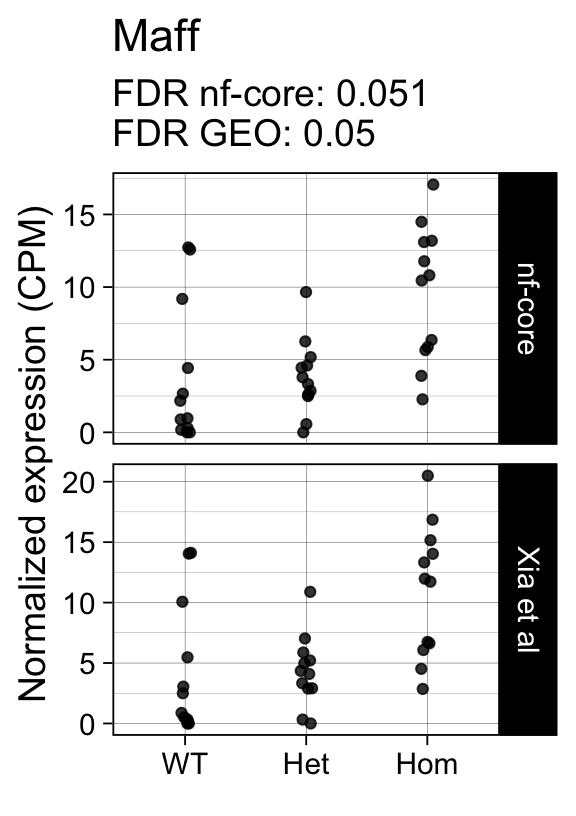 Maff
FDR nf-core: 0.051
FDR GEO: 0.05
Normalized expression (CPM)
15
10
5
0
nf-core
20
15
10
5
0
Xia et al
WT Het Hom